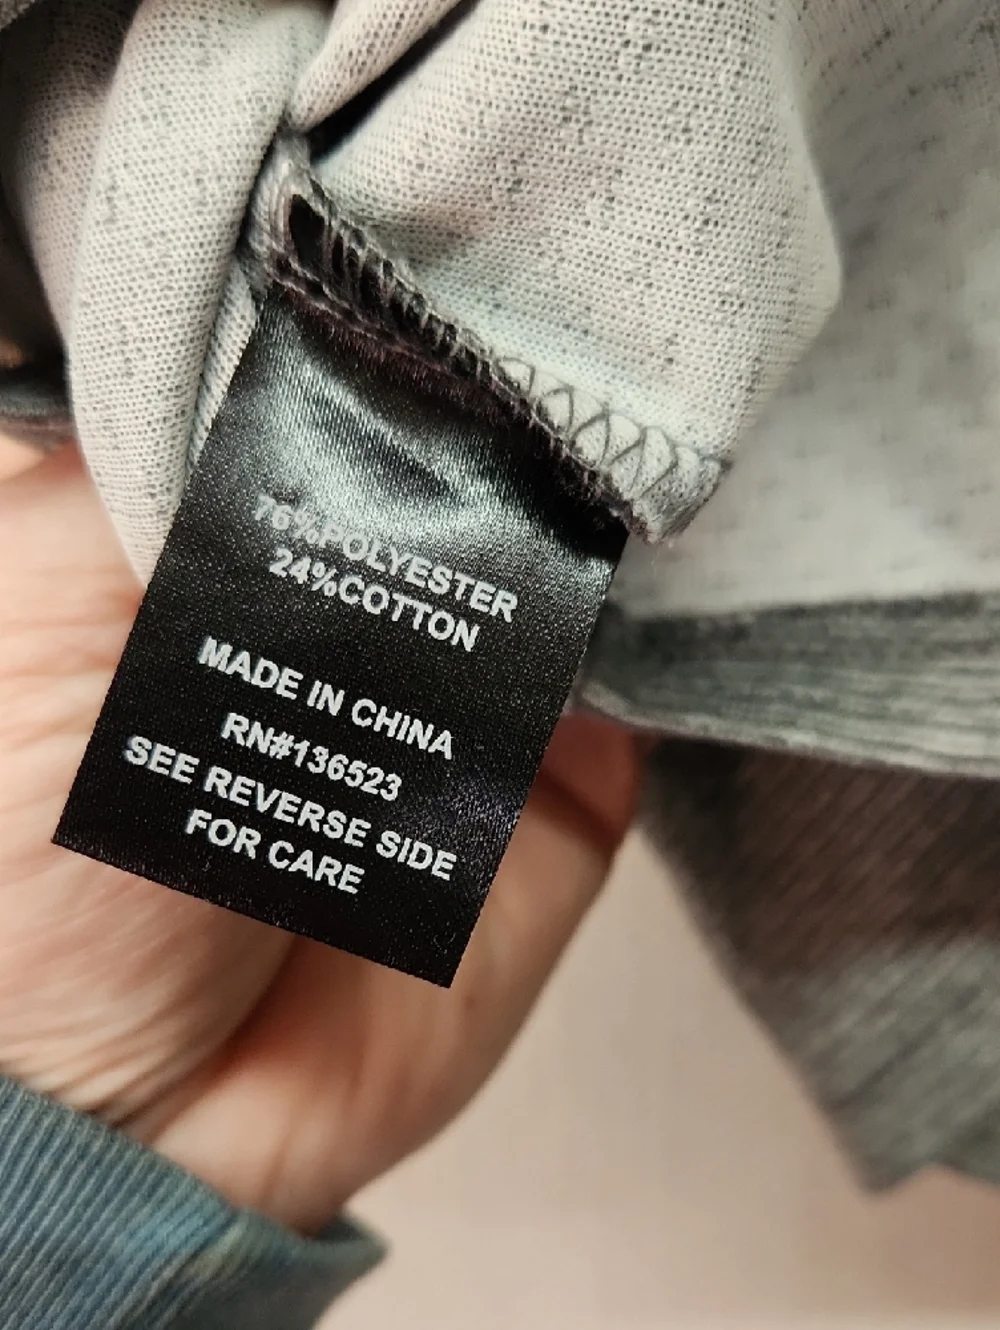 76%POLYESTER
24%COTTON
MADE IN CHINA
RN#136523
SEE REVERSE SIDE
FOR CARE